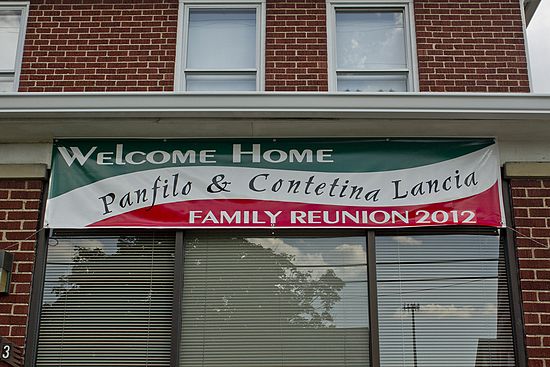 Welcome Home
Panfilo & Contetina Lancia
Family Reunion 2012
3